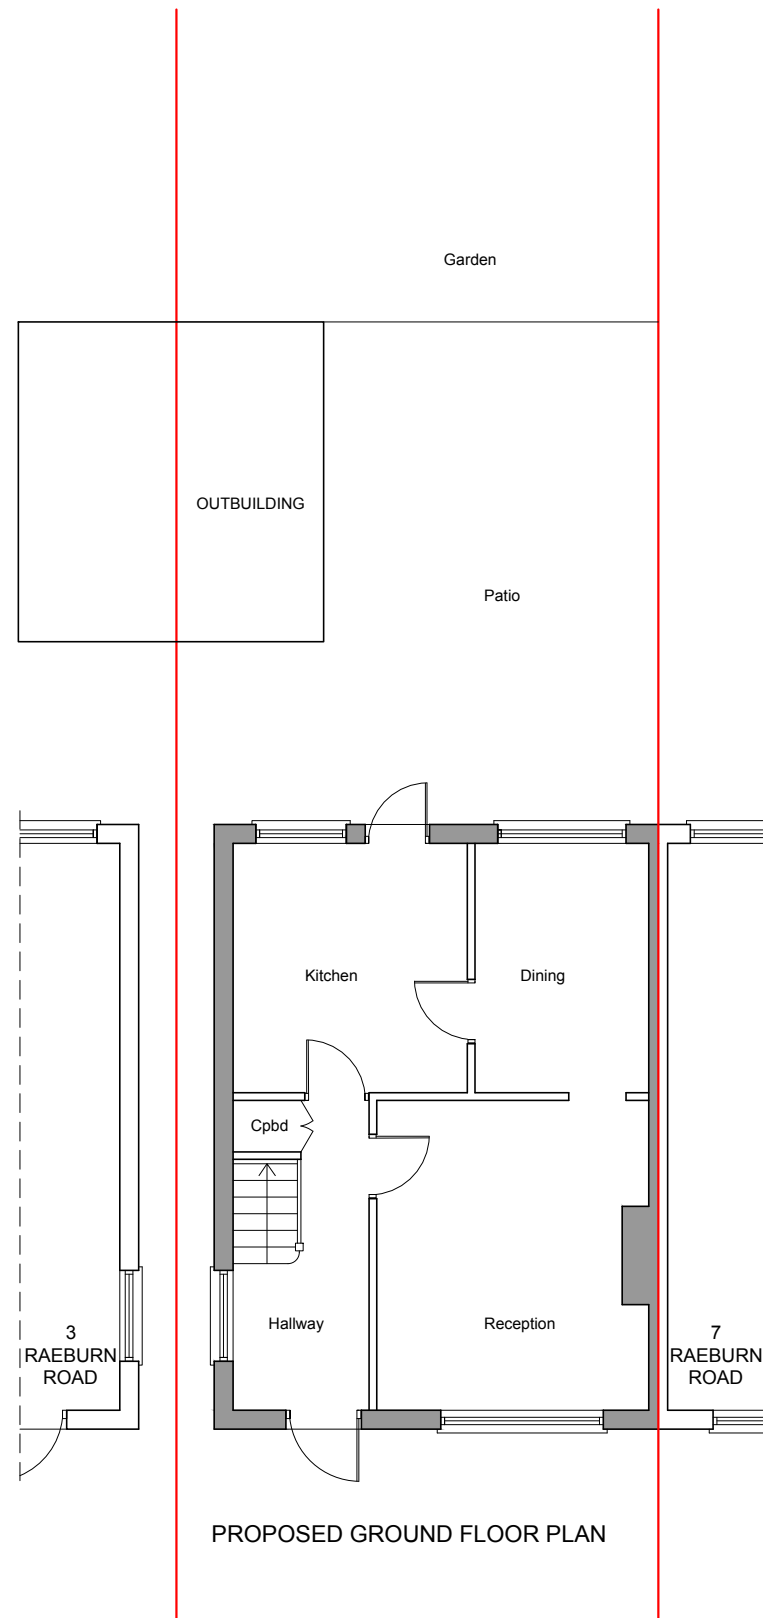 Garden
OUTBUILDING
Patio
Kitchen
Dining
Cpbd
Hallway
Reception
3
RAEBURN
ROAD
7
RAEBURN
ROAD
PROPOSED GROUND FLOOR PLAN